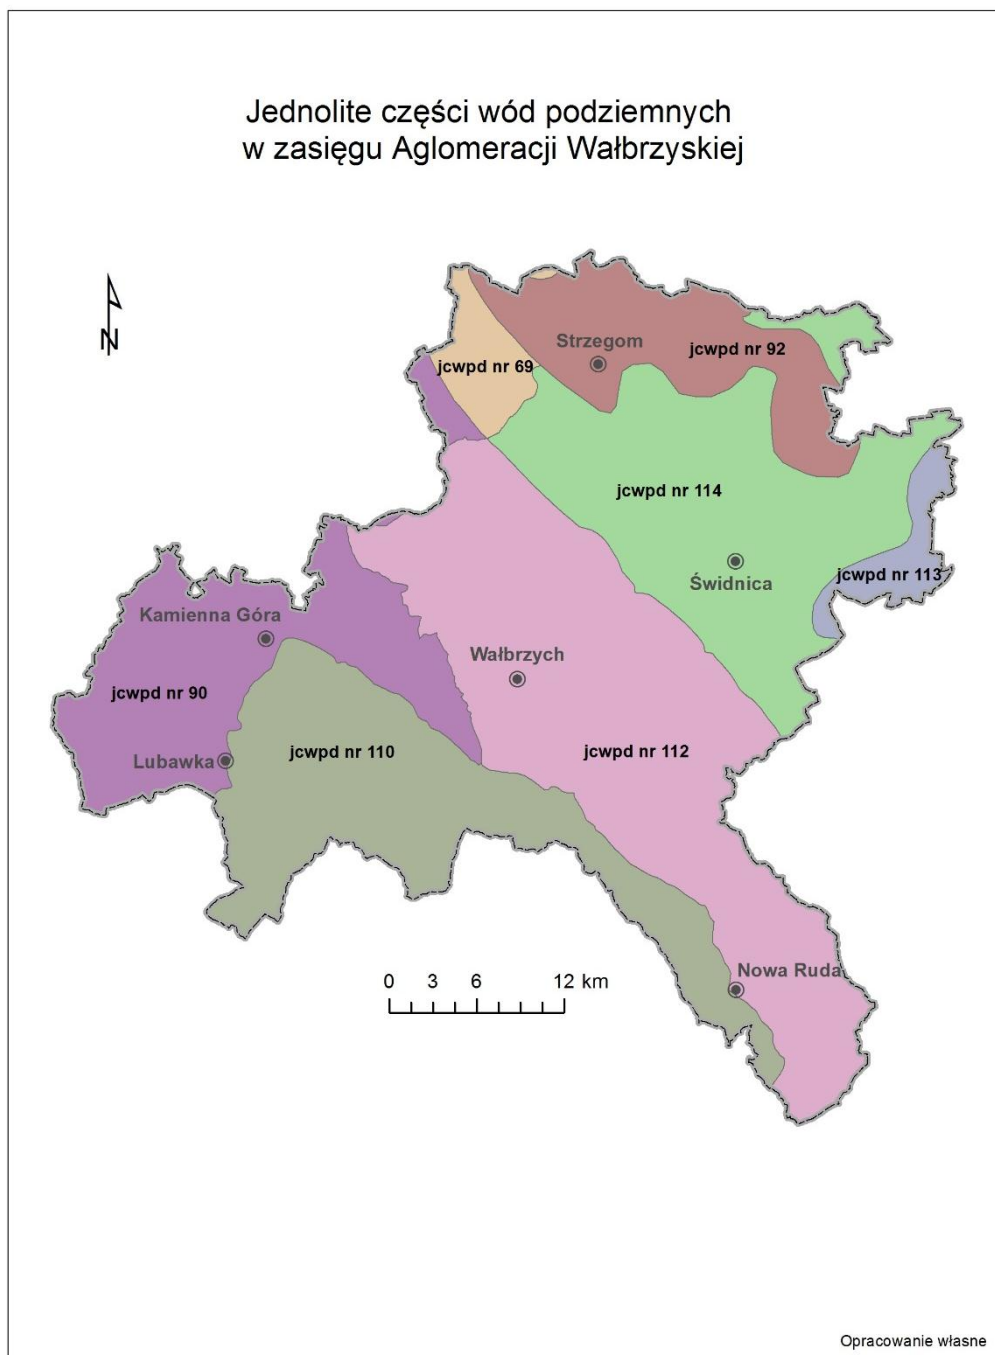 Jednolite części wód podziemnych
w zasięgu Aglomeracji Wałbrzyskiej
N
Strzegom
jcwpd nr 92
jcwpd nr 69
jcwpd nr 114
Świdnica
jcwpd nr 113
Kamienna Góra
Wałbrzych
jcwpd nr 90
jcwpd nr 110
jcwpd nr 112
Lubawka
Nowa Ruda
0 3 6 12 km
Opracowanie własne